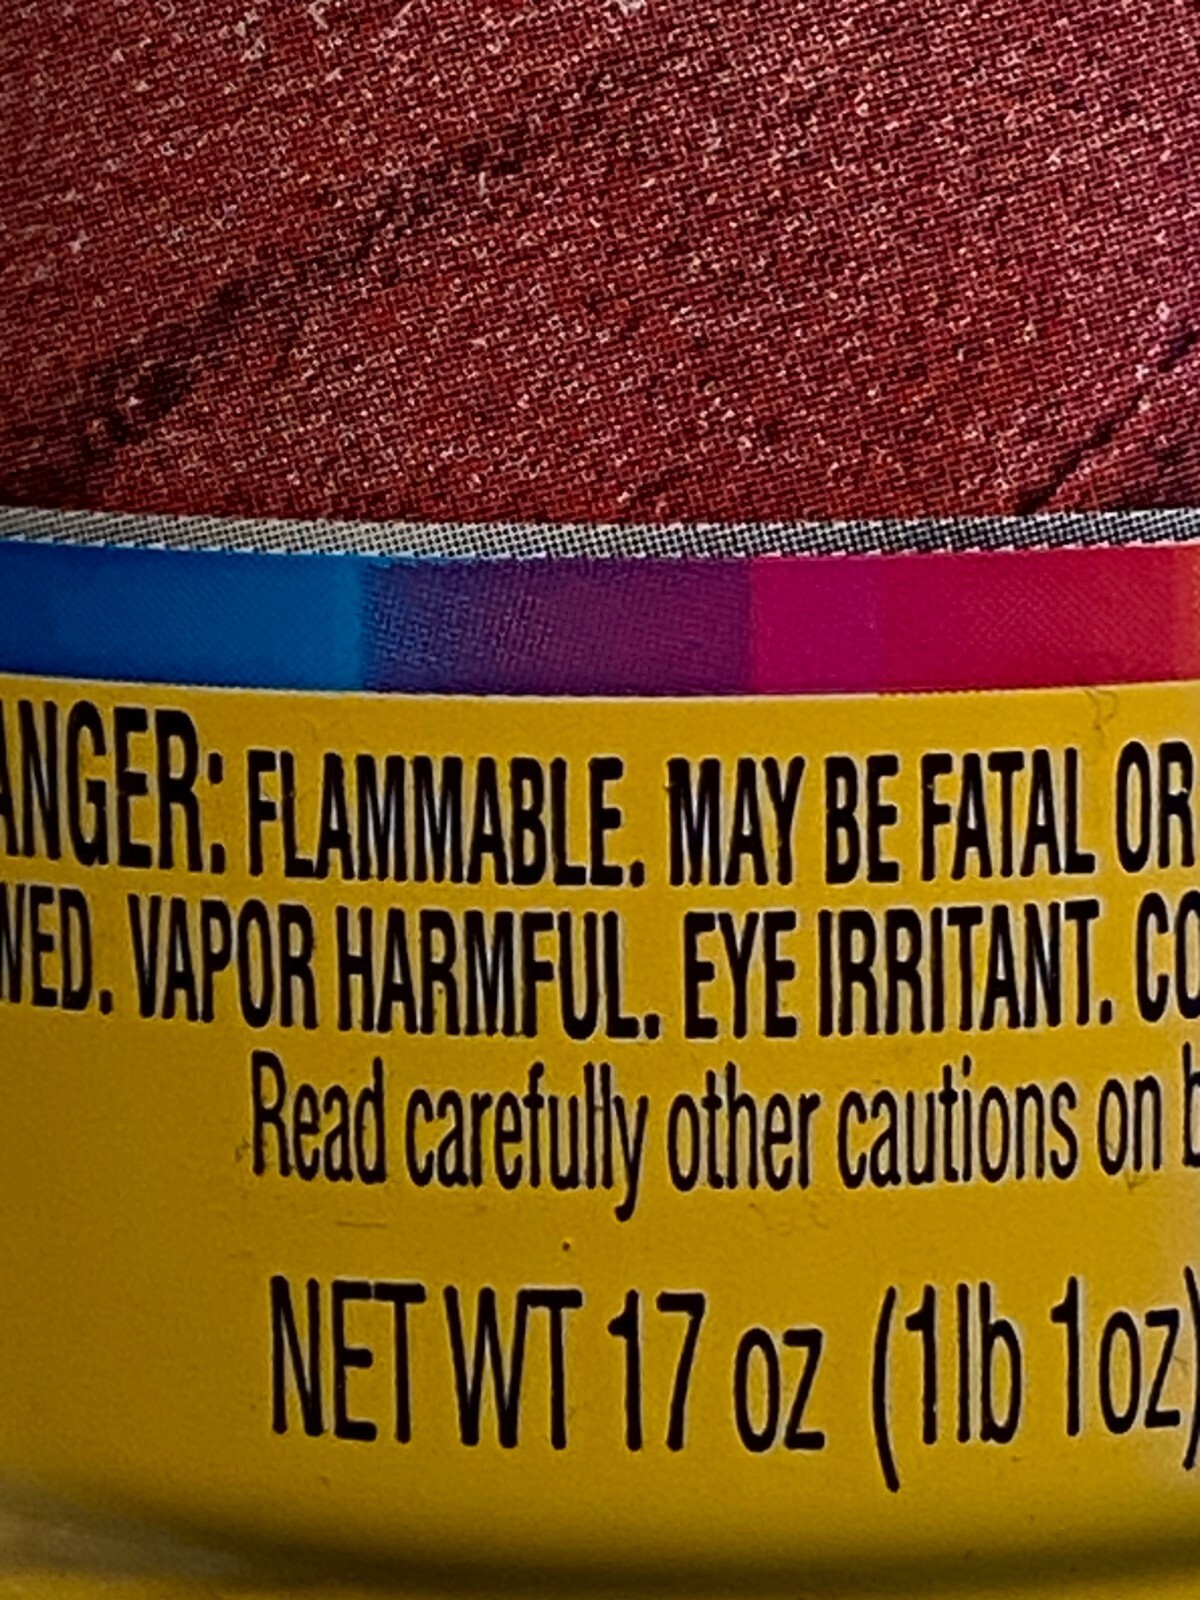 ANGER: FLAMMABLE. MAY BE FATAL OR
WED. VAPOR HARMFUL. EYE IRRITANT. CO
Read carefully other cautions on b
NET WT 17 oz (1lb 1oz)